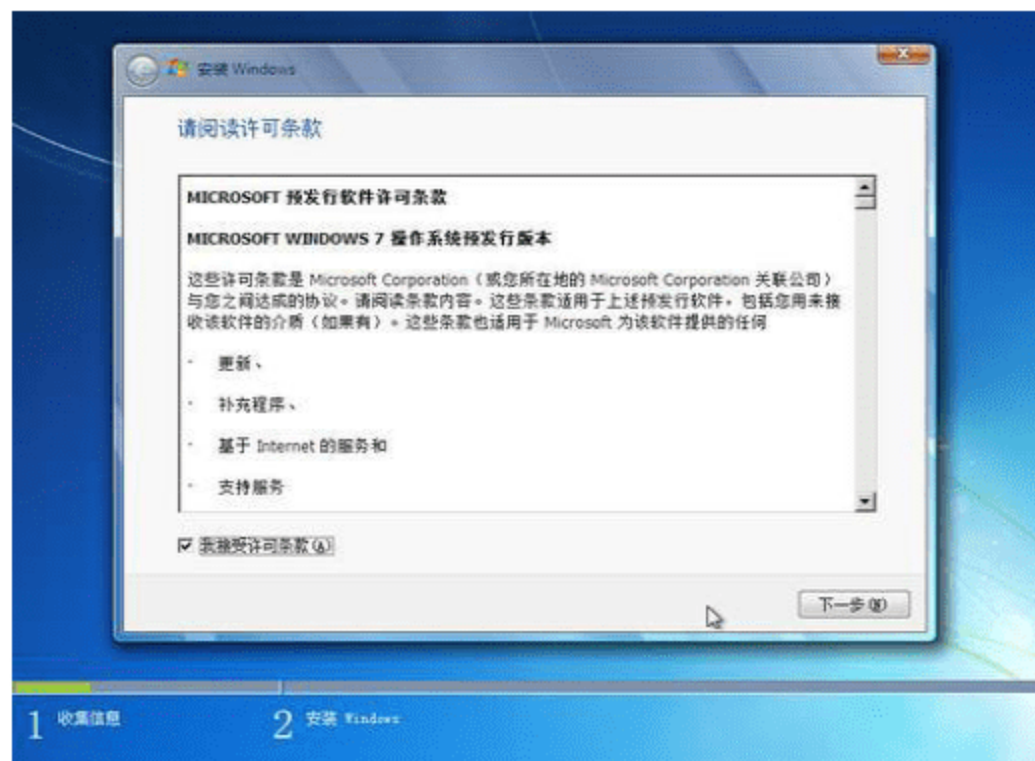 安装 Windows
请阅读许可条款
MICROSOFT 预发行软件许可条款
MICROSOFT WINDOWS 7 操作系统预发行版本
这些许可条款是 Microsoft Corporation（或您所在地的 Microsoft Corporation 关联公司）
与您之间达成的协议。请阅读条款内容。这些条款适用于上述预发行软件，包括您用来接
收该软件的介质（如果有）。这些条款也适用于 Microsoft 为该软件提供的任何
· 更新、
· 补充程序、
· 基于 Internet 的服务和
· 支持服务
我接受许可条款(A)
下一步(N)
1 收集信息
2 安装 Windows